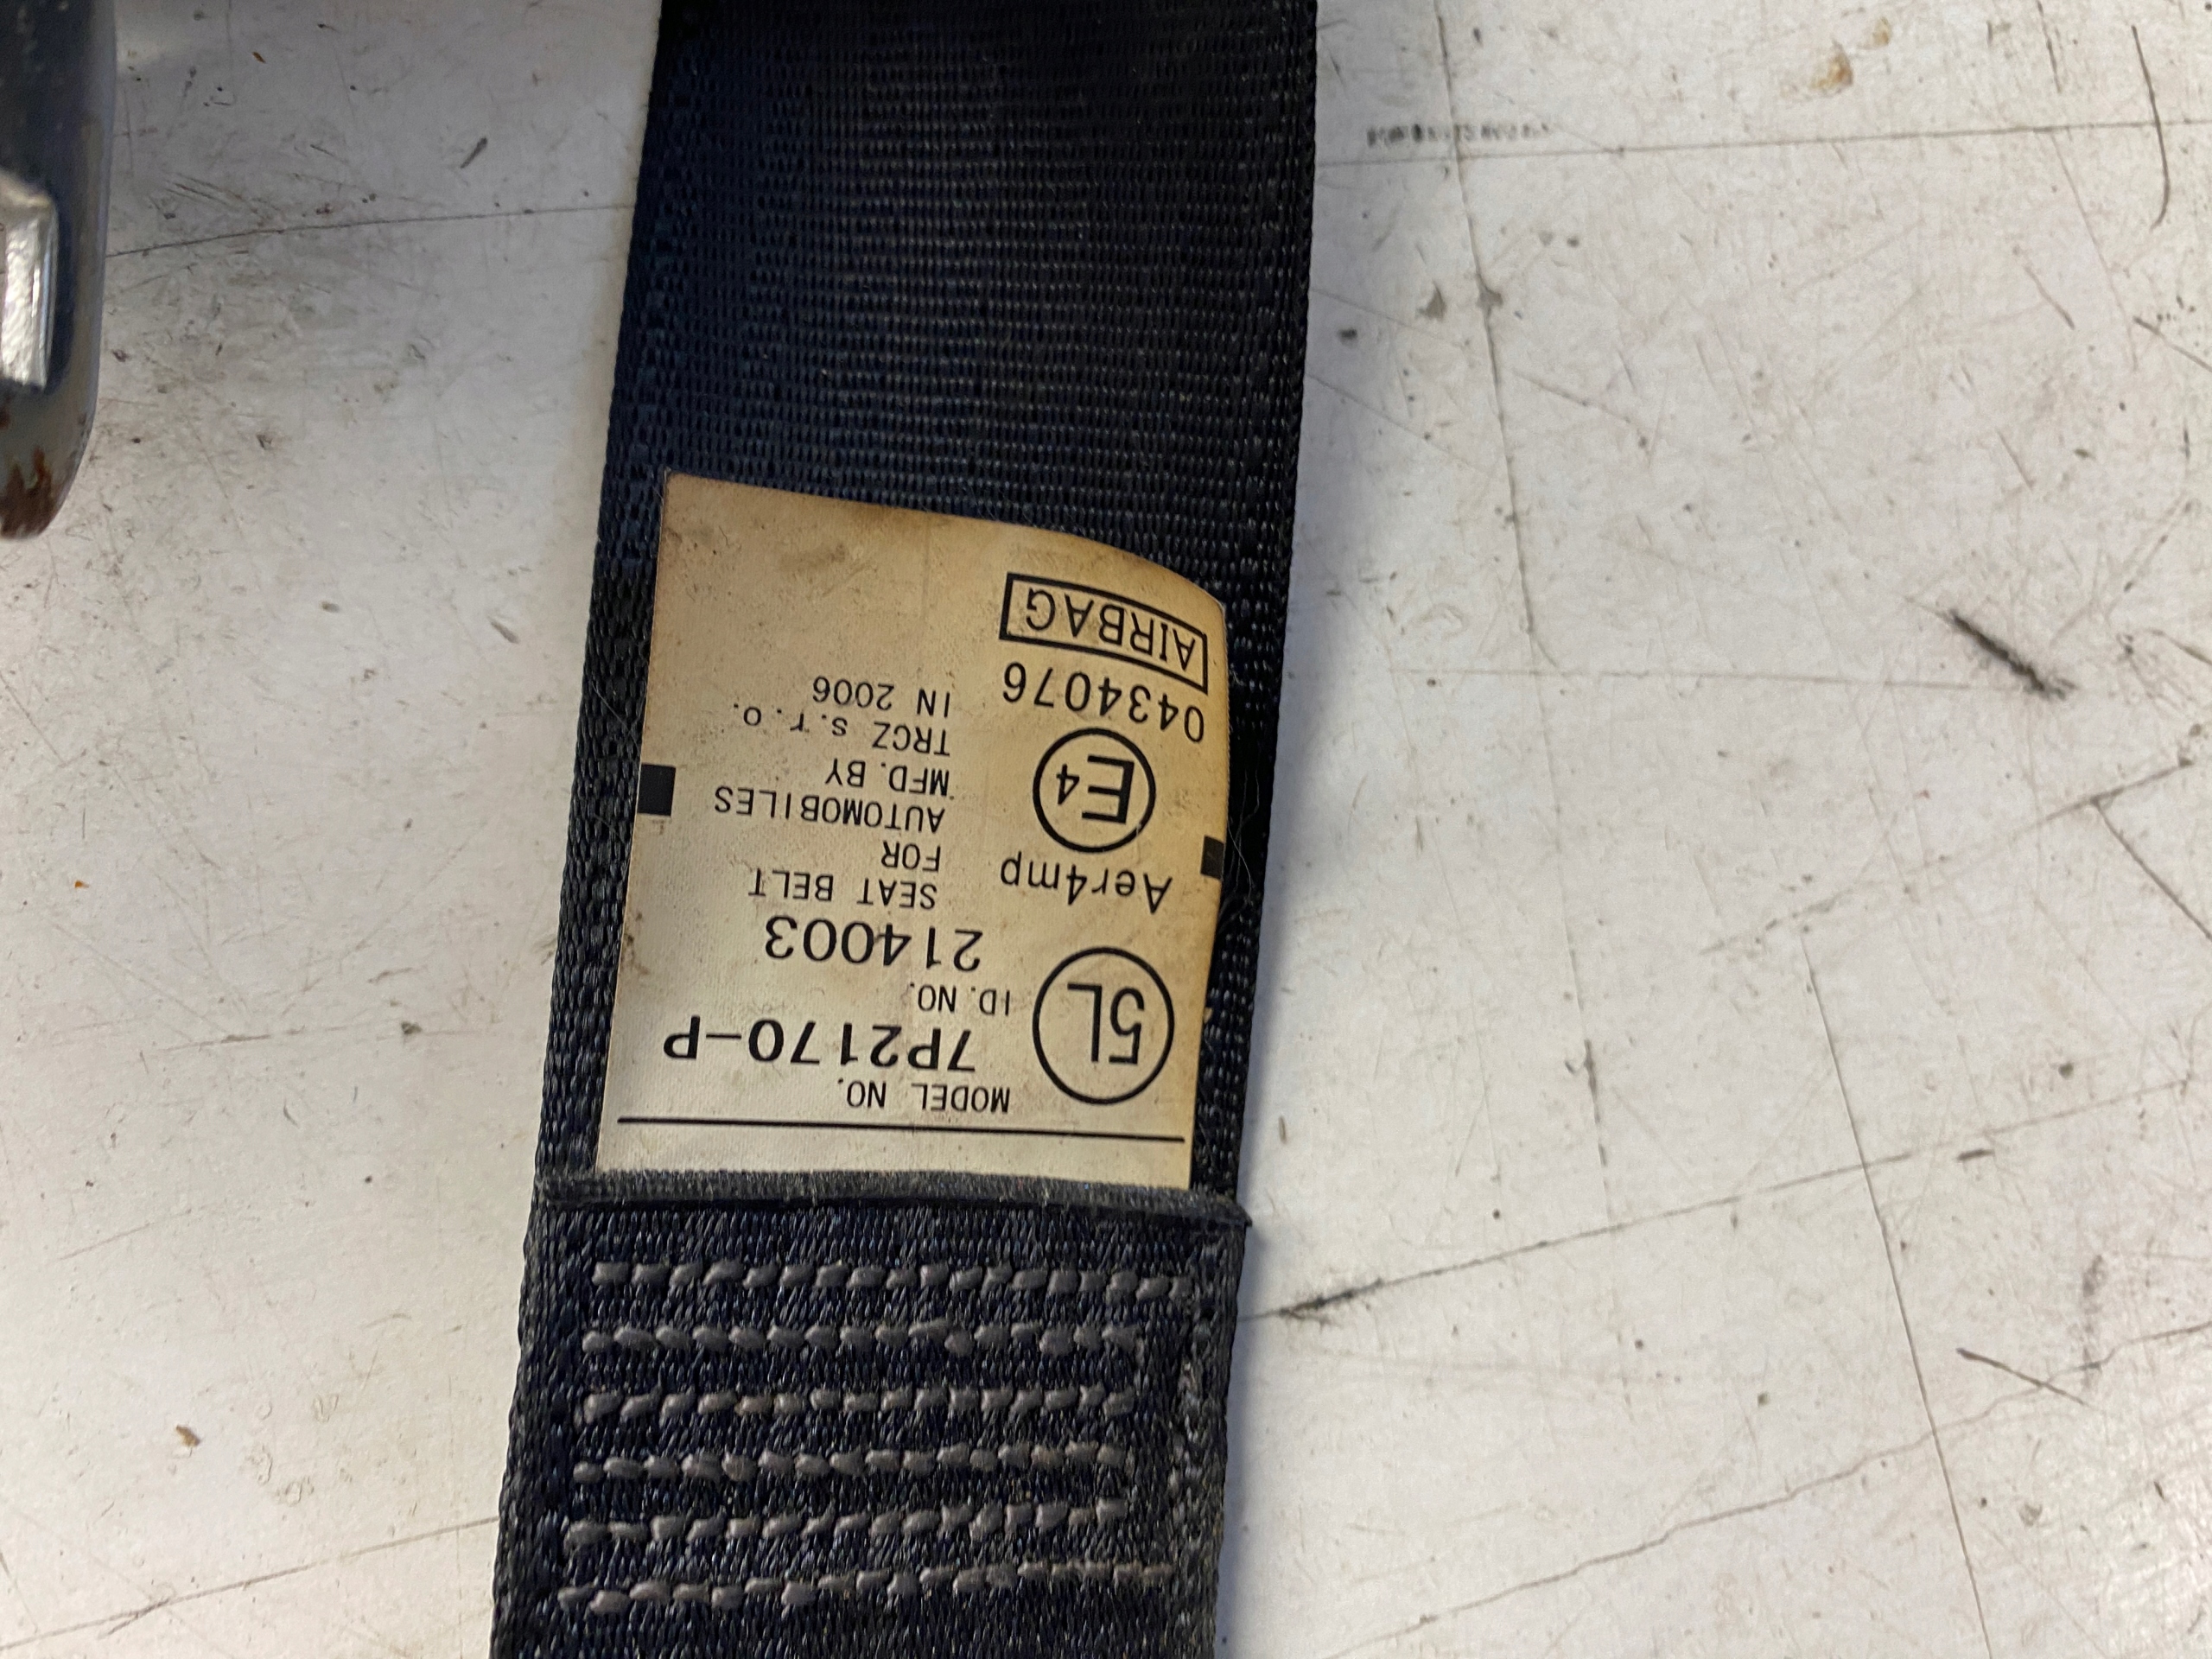 MODEL NO.
7P2170-P
5L
ID. NO.
214003
Aer4mp
E4
0434076
AIRBAG
SEAT BELT
FOR
AUTOMOBILES
MFD. BY
TRCZ s.r.o.
IN 2006